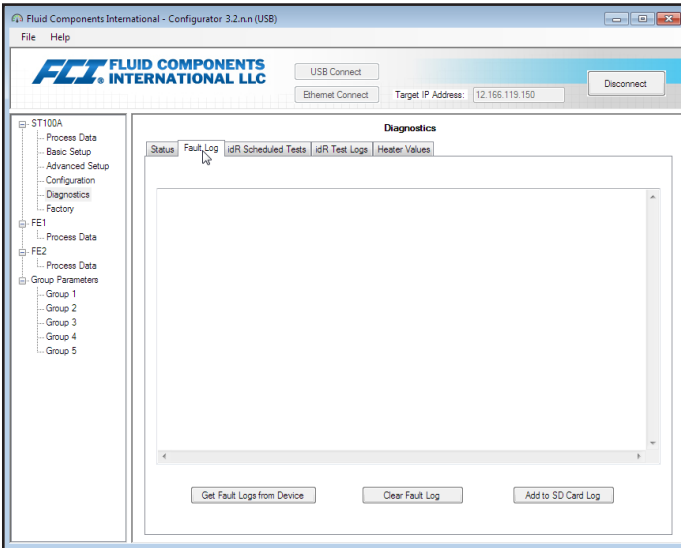 Fluid Components International - Configurator 3.2.n.n (USB)
File Help
FCI® FLUID COMPONENTS
INTERNATIONAL LLC
USB Connect
Ethernet Connect
Target IP Address: 12.166.119.150
Disconnect
ST100A
Process Data
Basic Setup
Advanced Setup
Configuration
Diagnostics
Factory
FE1
Process Data
FE2
Process Data
Group Parameters
Group 1
Group 2
Group 3
Group 4
Group 5
Diagnostics
Status Fault Log idR Scheduled Tests idR Test Logs Heater Values
Get Fault Logs from Device Clear Fault Log Add to SD Card Log